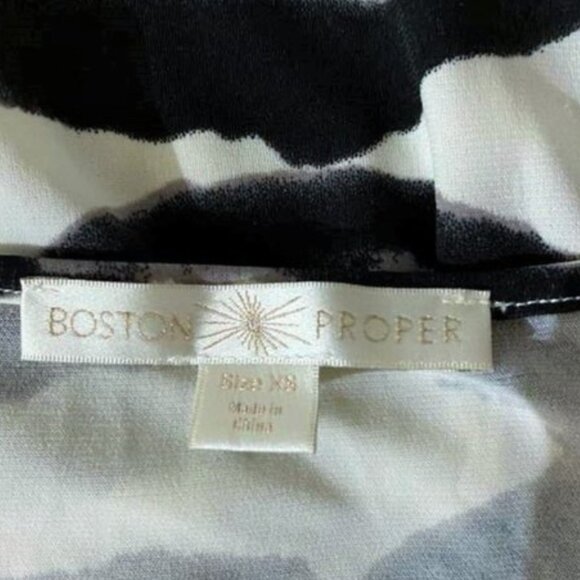 BOSTON PROPER
Size XS
Made in
China